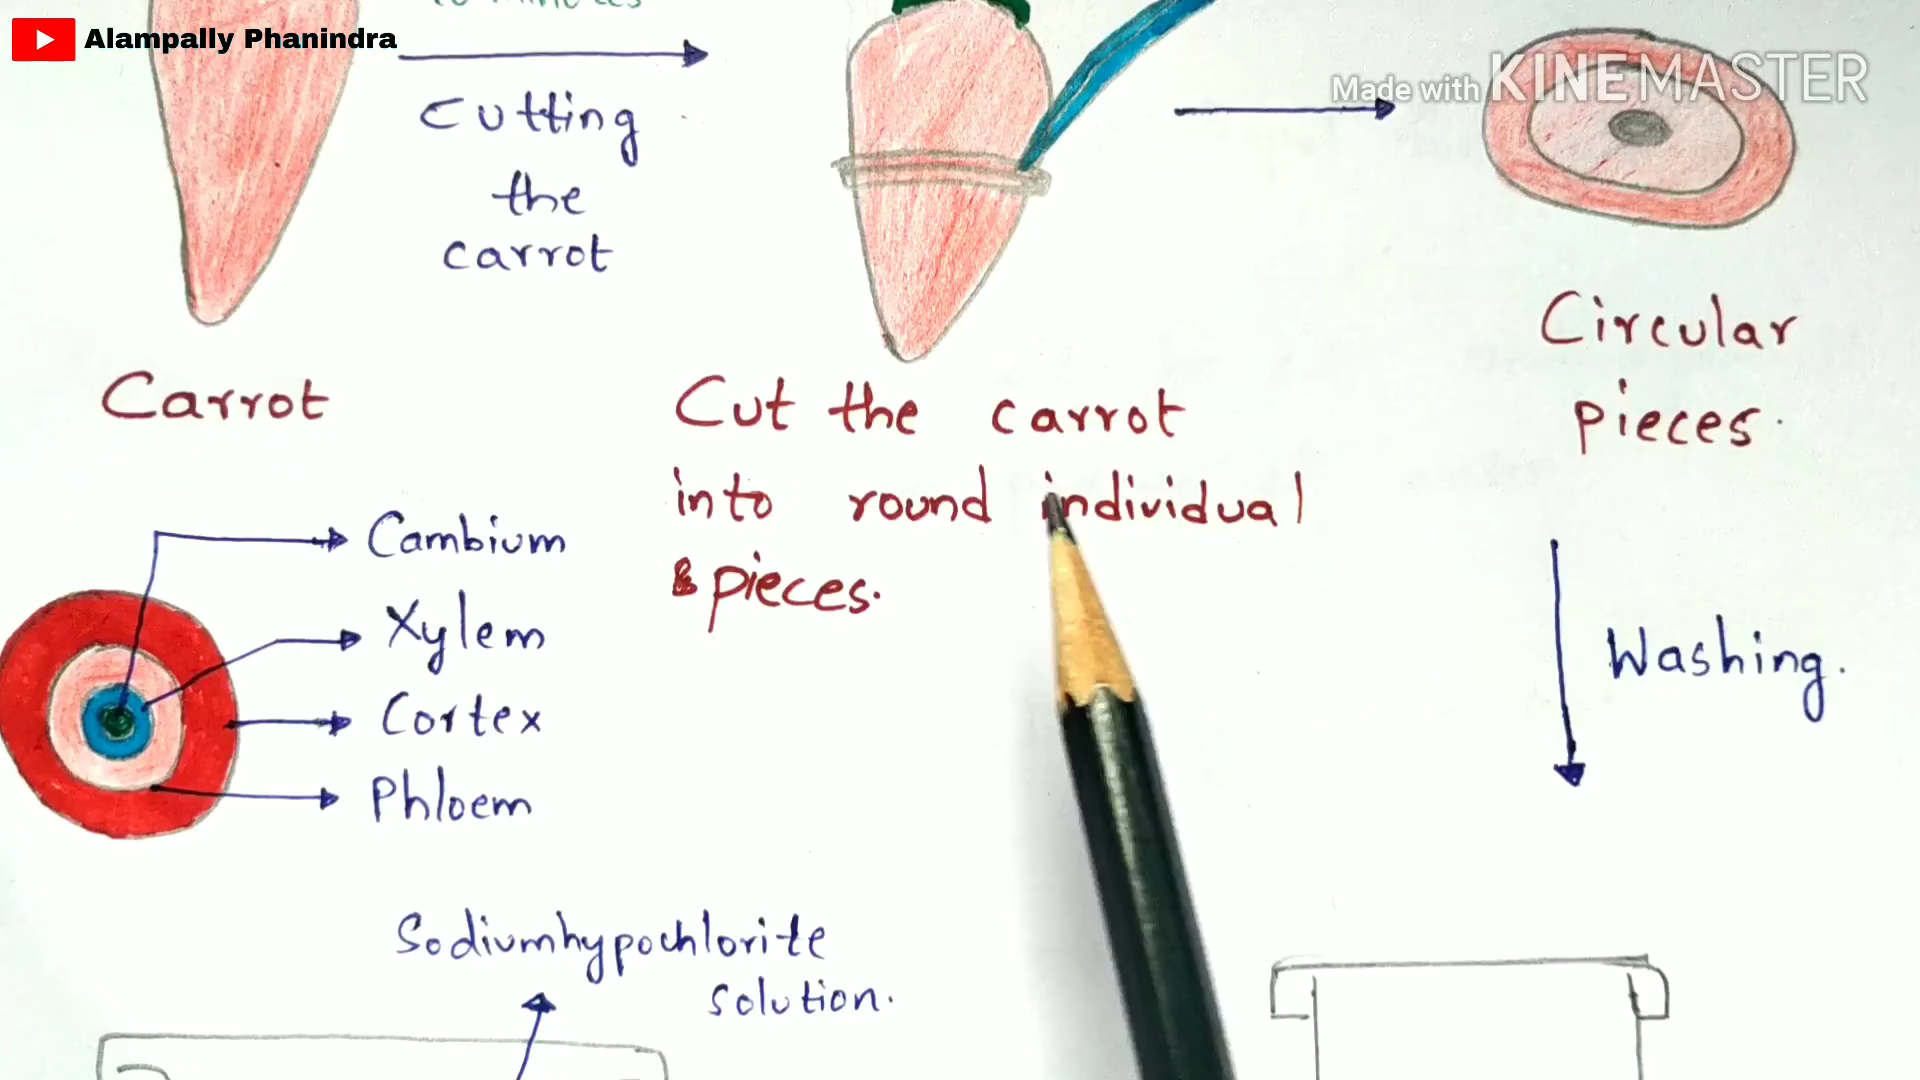 Alampally Phanindra
Made with KINEMASTER
Cutting
the
carrot
Carrot
Cut the carrot
into round individual
pieces.
Circular
pieces.
Cambium
Xylem
Cortex
Phloem
Washing.
Sodiumhypochlorite
solution.